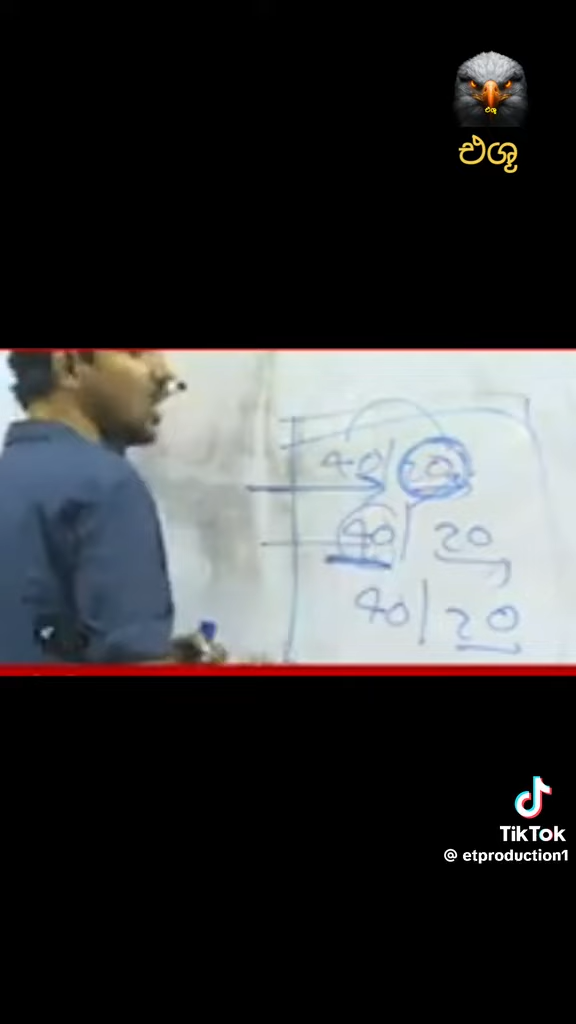 එශූ
40 | 20
40 | 20
40 | 20
TikTok
@ etproduction1